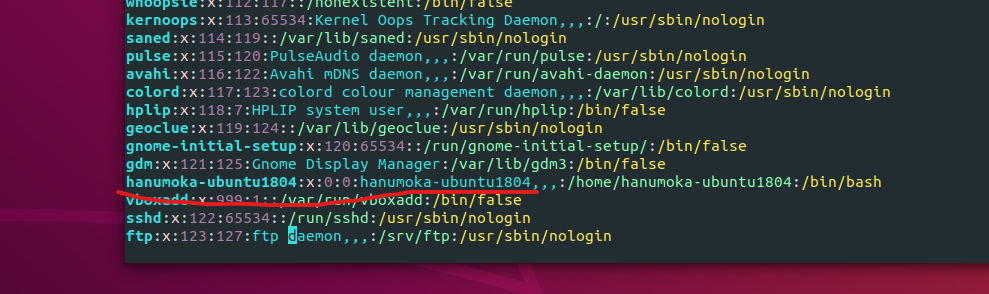 whoopsie:x:112:117::/nonexistent:/bin/false
kernoops:x:113:65534:Kernel Oops Tracking Daemon,,,:/:/usr/sbin/nologin
saned:x:114:119::/var/lib/saned:/usr/sbin/nologin
pulse:x:115:120:PulseAudio daemon,,,:/var/run/pulse:/usr/sbin/nologin
avahi:x:116:122:Avahi mDNS daemon,,,:/var/run/avahi-daemon:/usr/sbin/nologin
colord:x:117:123:colord colour management daemon,,,:/var/lib/colord:/usr/sbin/nologin
hplip:x:118:7:HPLIP system user,,,:/var/run/hplip:/bin/false
geoclue:x:119:124::/var/lib/geoclue:/usr/sbin/nologin
gnome-initial-setup:x:120:65534::/run/gnome-initial-setup/:/bin/false
gdm:x:121:125:Gnome Display Manager:/var/lib/gdm3:/bin/false
hanumoka-ubuntu1804:x:0:0:hanumoka-ubuntu1804,,,:/home/hanumoka-ubuntu1804:/bin/bash
vboxadd:x:999:1::/var/run/vboxadd:/bin/false
sshd:x:122:65534::/run/sshd:/usr/sbin/nologin
ftp:x:123:127:ftp daemon,,,:/srv/ftp:/usr/sbin/nologin